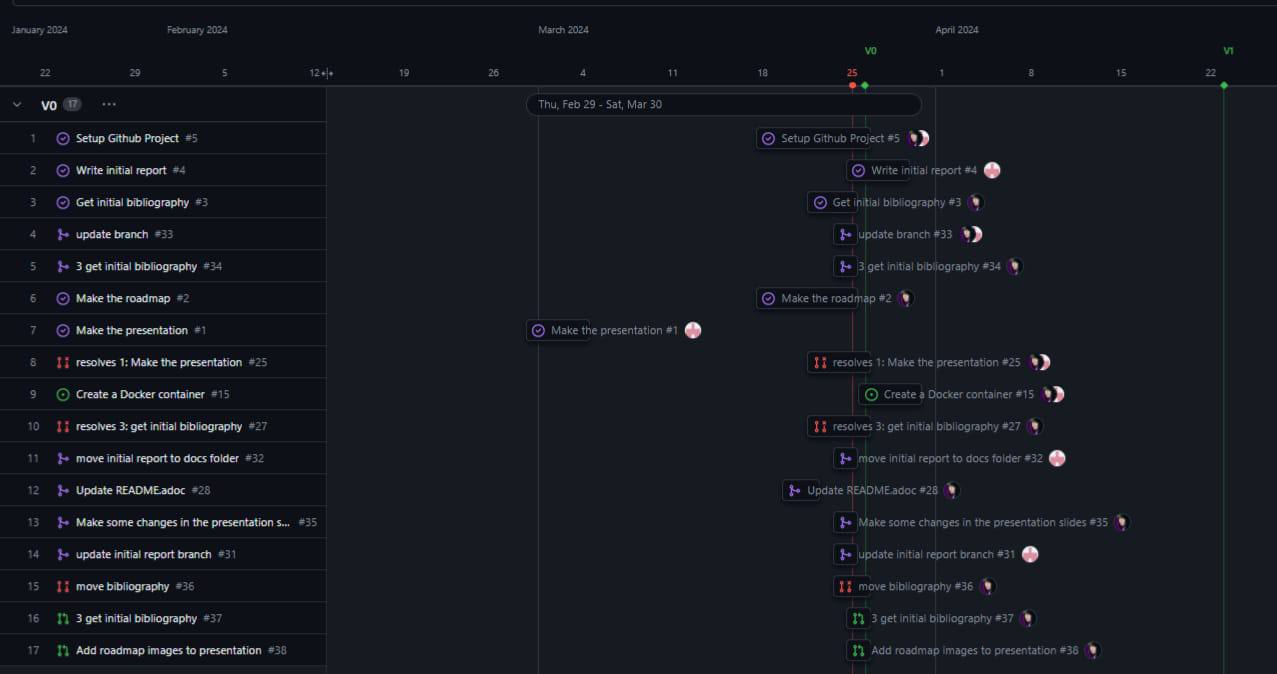 January 2024 February 2024 March 2024 April 2024
V0 V1
22 29 5 12 19 26 4 11 18 25 1 8 15 22
V0 17 ... Thu, Feb 29 - Sat, Mar 30
1 Setup Github Project #5 Setup Github Project #5
2 Write initial report #4 Write initial report #4
3 Get initial bibliography #3 Get initial bibliography #3
4 update branch #33 update branch #33
5 3 get initial bibliography #34 3 get initial bibliography #34
6 Make the roadmap #2 Make the roadmap #2
7 Make the presentation #1 Make the presentation #1
8 resolves 1: Make the presentation #25 resolves 1: Make the presentation #25
9 Create a Docker container #15 Create a Docker container #15
10 resolves 3: get initial bibliography #27 resolves 3: get initial bibliography #27
11 move initial report to docs folder #32 move initial report to docs folder #32
12 Update README.adoc #28 Update README.adoc #28
13 Make some changes in the presentation s... #35 Make some changes in the presentation slides #35
14 update initial report branch #31 update initial report branch #31
15 move bibliography #36 move bibliography #36
16 3 get initial bibliography #37 3 get initial bibliography #37
17 Add roadmap images to presentation #38 Add roadmap images to presentation #38